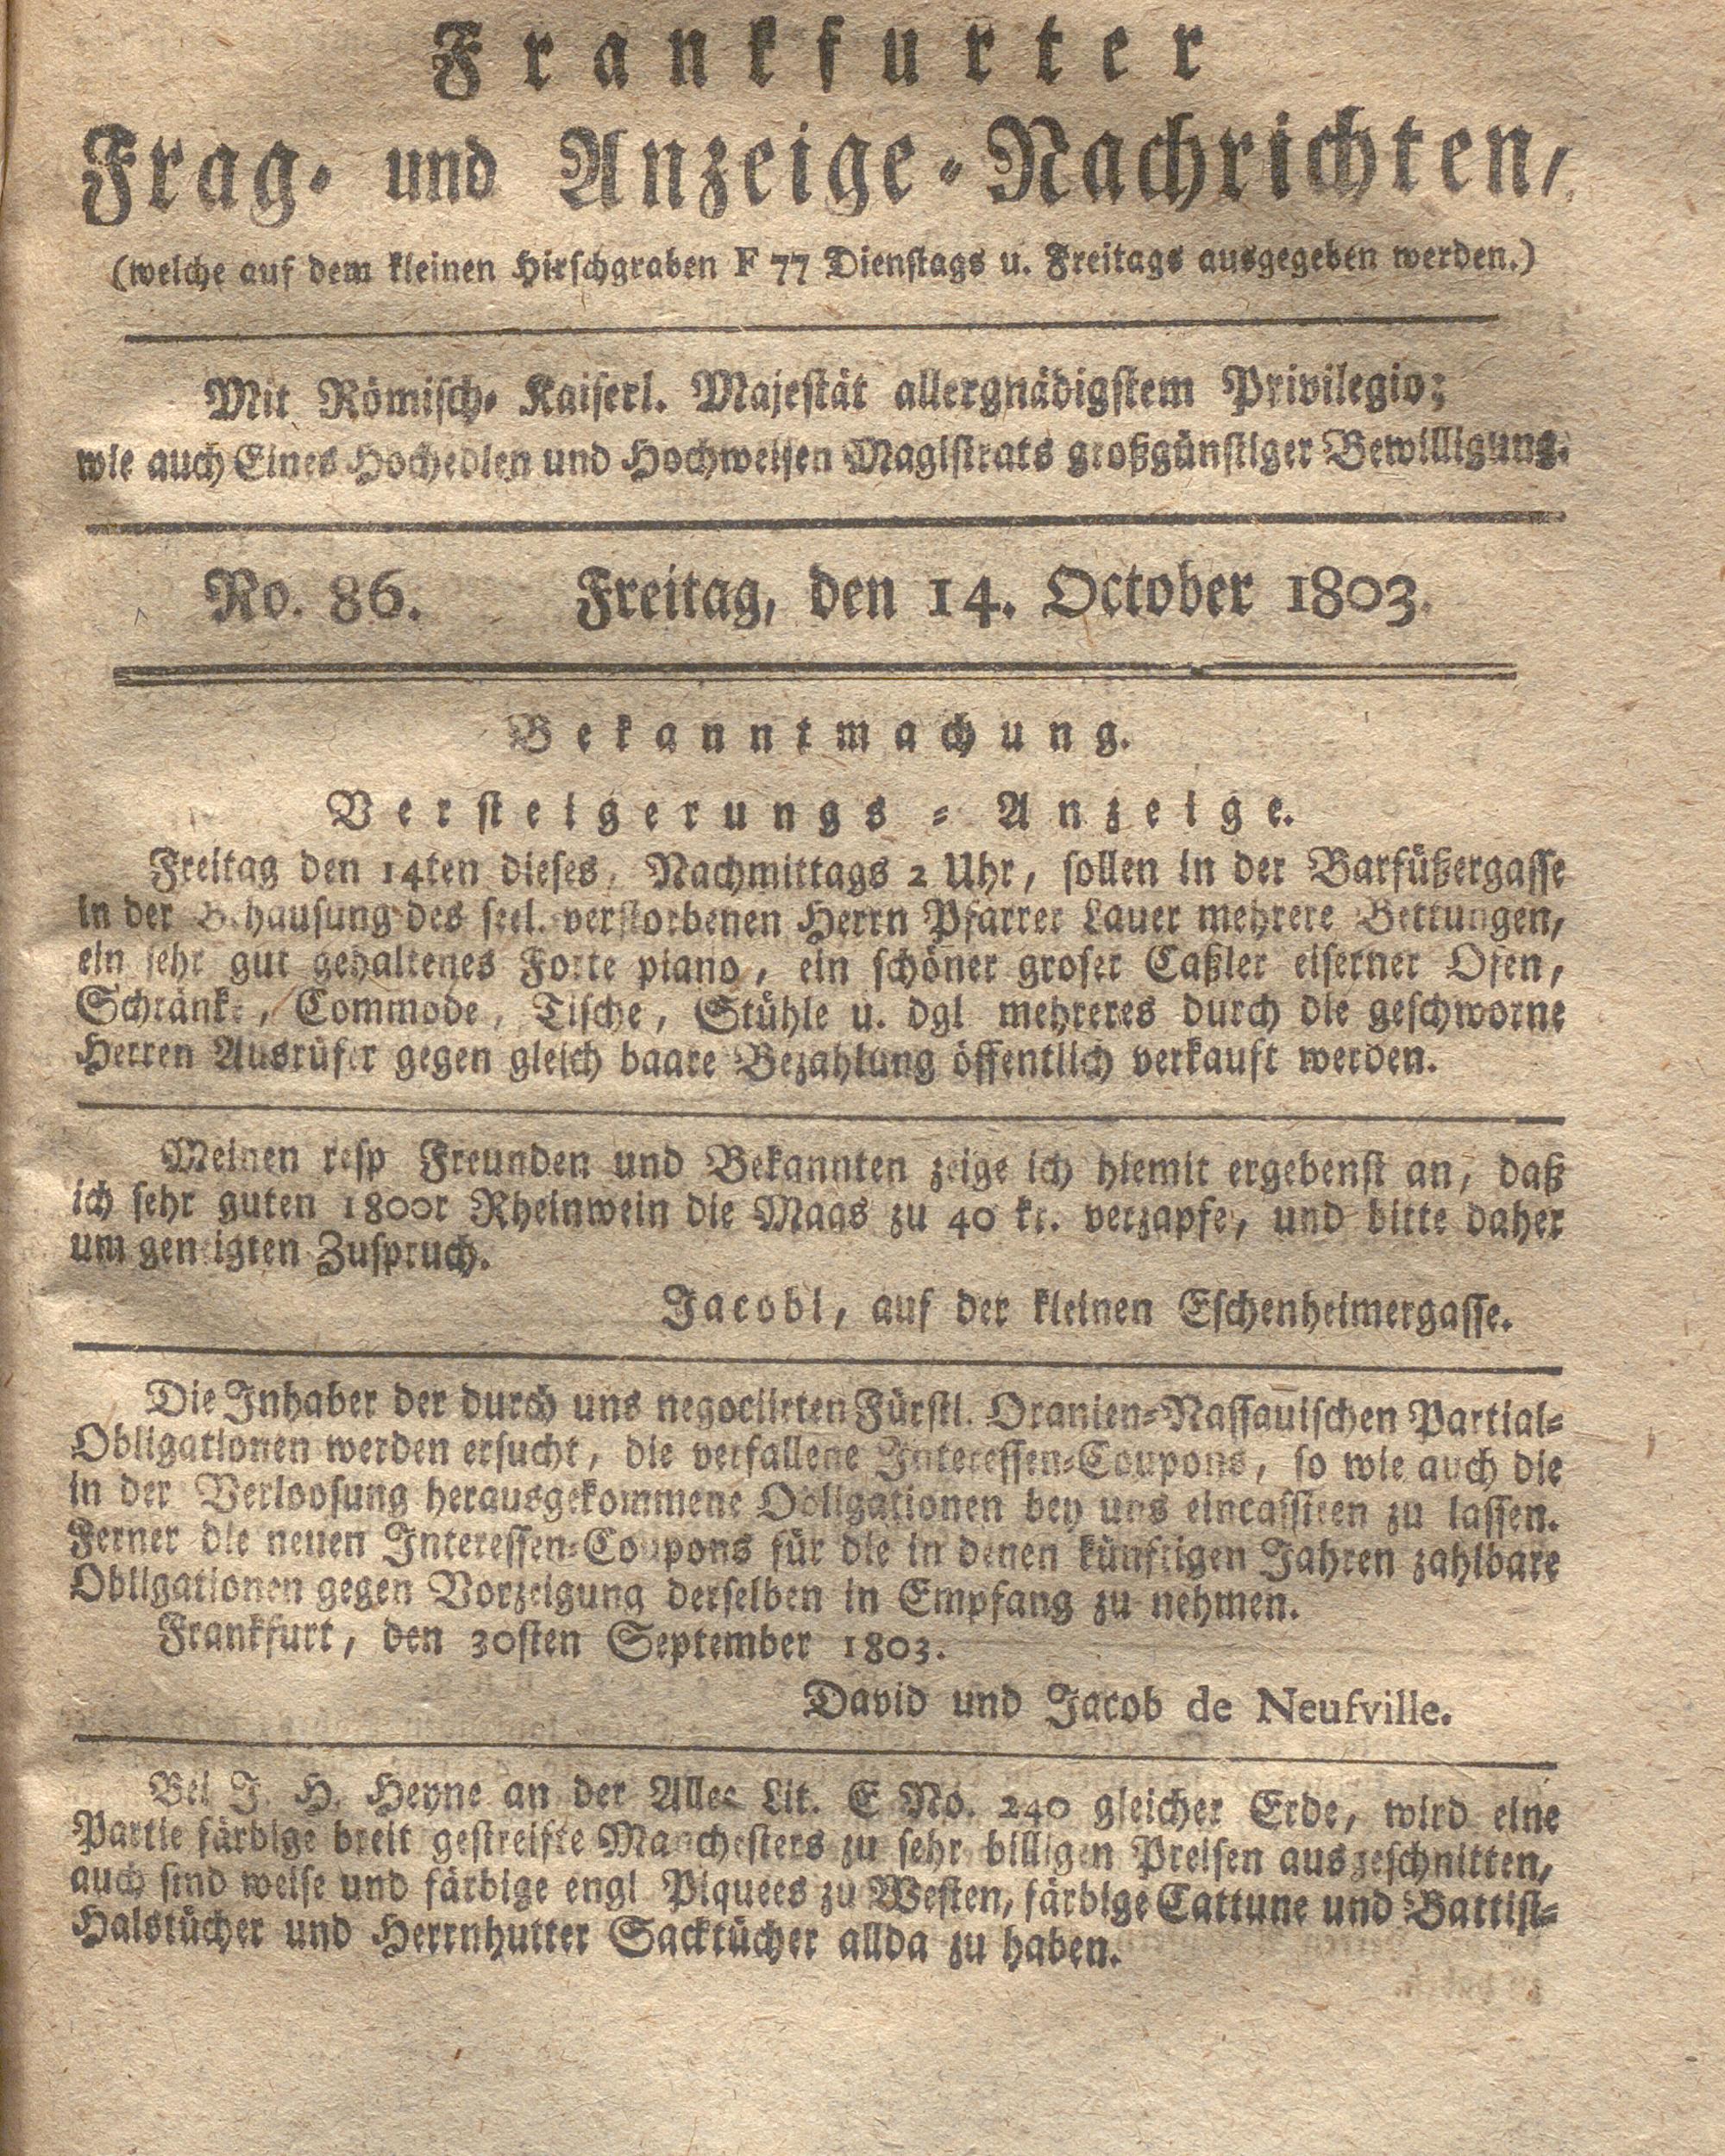 Frankfurter
Frag- und Anzeige-Nachrichten,
(welche auf dem kleinen Hirschgraben F 77 Dienstags u. Freitags ausgegeben werden.)
Mit Römisch- Kaiserl. Majestät allergnädigstem Privilegio;
wie auch Eines Hochedlen und Hochweisen Magistrats großgünstiger Bewilligung.
No. 86. Freitag, den 14. October 1803.
Bekanntmachung.
Versteigerungs-Anzeige.
Freitag den 14ten dieses, Nachmittags 2 Uhr, sollen in der Barfüßergasse
in der Behausung des seel. verstorbenen Herrn Pfarrer Lauer mehrere Bettungen,
ein sehr gut gehaltenes Forte piano, ein schöner groser Caßler eiserner Ofen,
Schränke, Commode, Tische, Stühle u. dgl mehreres durch die geschworne
Herren Ausrüfer gegen gleich baare Bezahlung öffentlich verkauft werden.
Meinen resp Freunden und Bekannten zeige ich hiemit ergebenst an, daß
ich sehr guten 1800r Rheinwein die Maas zu 40 kr. verzapfe, und bitte daher
um geneigten Zuspruch.
Jacobi, auf der kleinen Eschenheimergasse.
Die Inhaber der durch uns negociirten Fürstl. Oranien-Nassauischen Partial-
Obligationen werden ersucht, die verfallene Interessen-Coupons, so wie auch die
in der Verloosung herausgekommene Obligationen bey uns eincassiren zu lassen.
Ferner die neuen Interessen-Coupons für die in denen künftigen Jahren zahlbare
Obligationen gegen Vorzeigung derselben in Empfang zu nehmen.
Frankfurt, den 30sten September 1803.
David und Jacob de Neufville.
Bei J. H. Heyne an der Allee Lit. E No. 240 gleicher Erde, wird eine
Partie färbige breit gestreifte Manchesters zu sehr billigen Preisen ausgeschnitten,
auch sind weise und färbige engl Piquees zu Westen, färbige Cattune und Battist-
Halstücher und Herrnhutter Sacktücher allda zu haben.